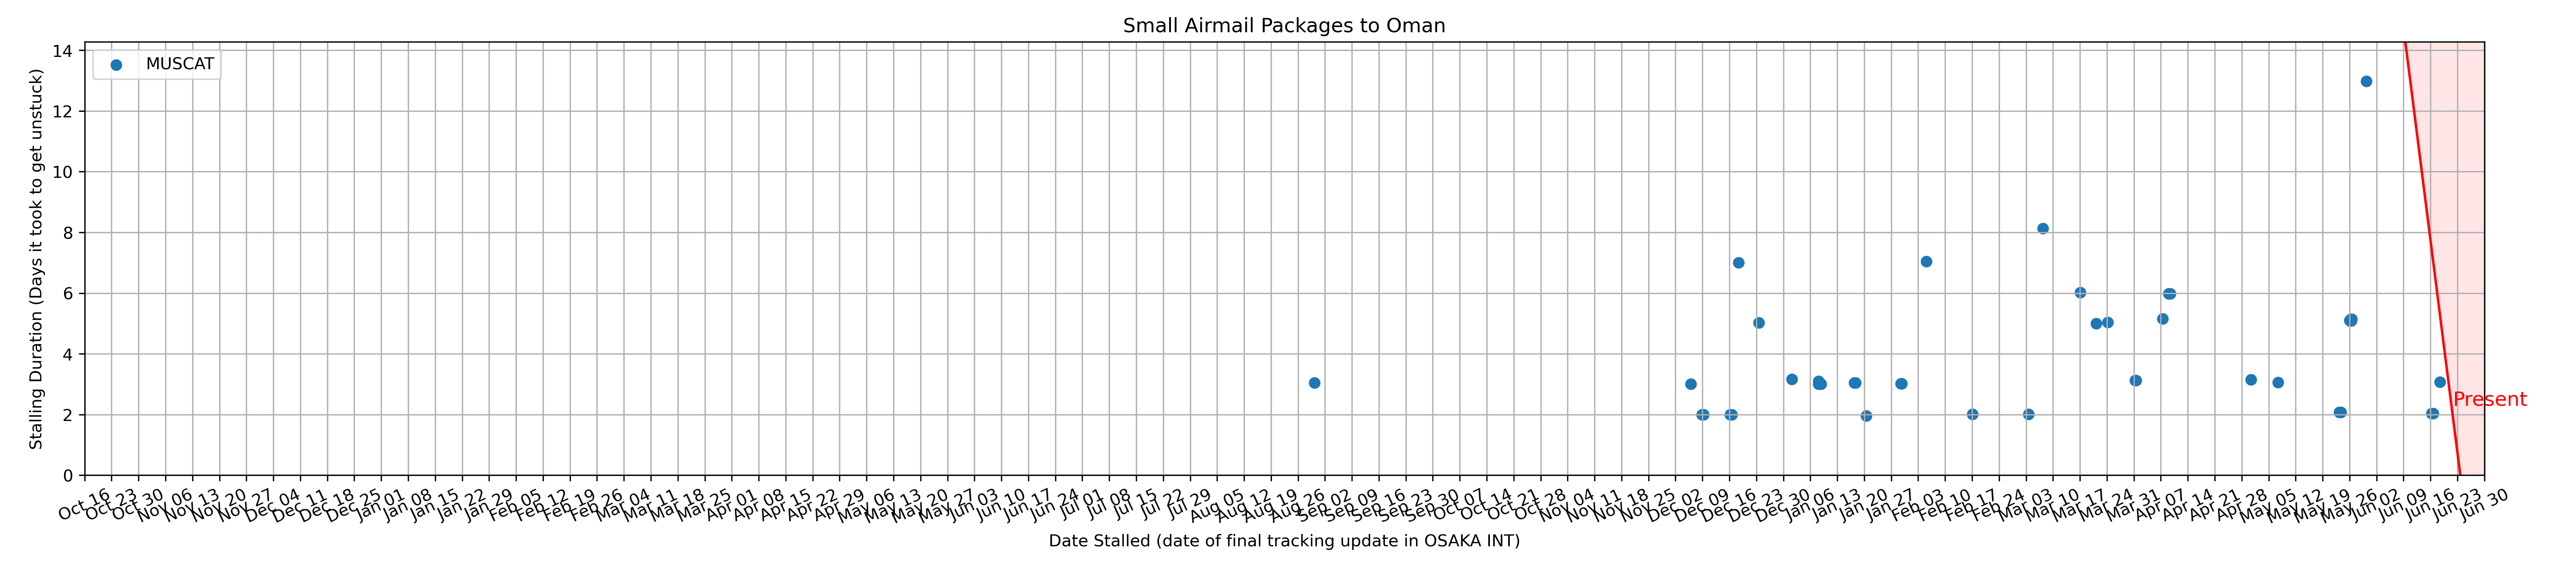 Small Airmail Packages to Oman
MUSCAT
Stalling Duration (Days it took to get unstuck)
14
12
10
8
6
4
2
0
Present
Oct 16
Oct 23
Oct 30
Nov 06
Nov 13
Nov 20
Nov 27
Dec 04
Dec 11
Dec 18
Dec 25
Jan 01
Jan 08
Jan 15
Jan 22
Jan 29
Feb 05
Feb 12
Feb 19
Feb 26
Mar 04
Mar 11
Mar 18
Mar 25
Apr 01
Apr 08
Apr 15
Apr 22
Apr 29
May 06
May 13
May 20
May 27
Jun 03
Jun 10
Jun 17
Jun 24
Jul 01
Jul 08
Jul 15
Jul 22
Jul 29
Aug 05
Aug 12
Aug 19
Aug 26
Sep 02
Sep 09
Sep 16
Sep 23
Sep 30
Oct 07
Oct 14
Oct 21
Oct 28
Nov 04
Nov 11
Nov 18
Nov 25
Dec 02
Dec 09
Dec 16
Dec 23
Dec 30
Jan 06
Jan 13
Jan 20
Jan 27
Feb 03
Feb 10
Feb 17
Feb 24
Mar 03
Mar 10
Mar 17
Mar 24
Mar 31
Apr 07
Apr 14
Apr 21
Apr 28
May 05
May 12
May 19
May 26
Jun 02
Jun 09
Jun 16
Jun 23
Jun 30
Date Stalled (date of final tracking update in OSAKA INT)